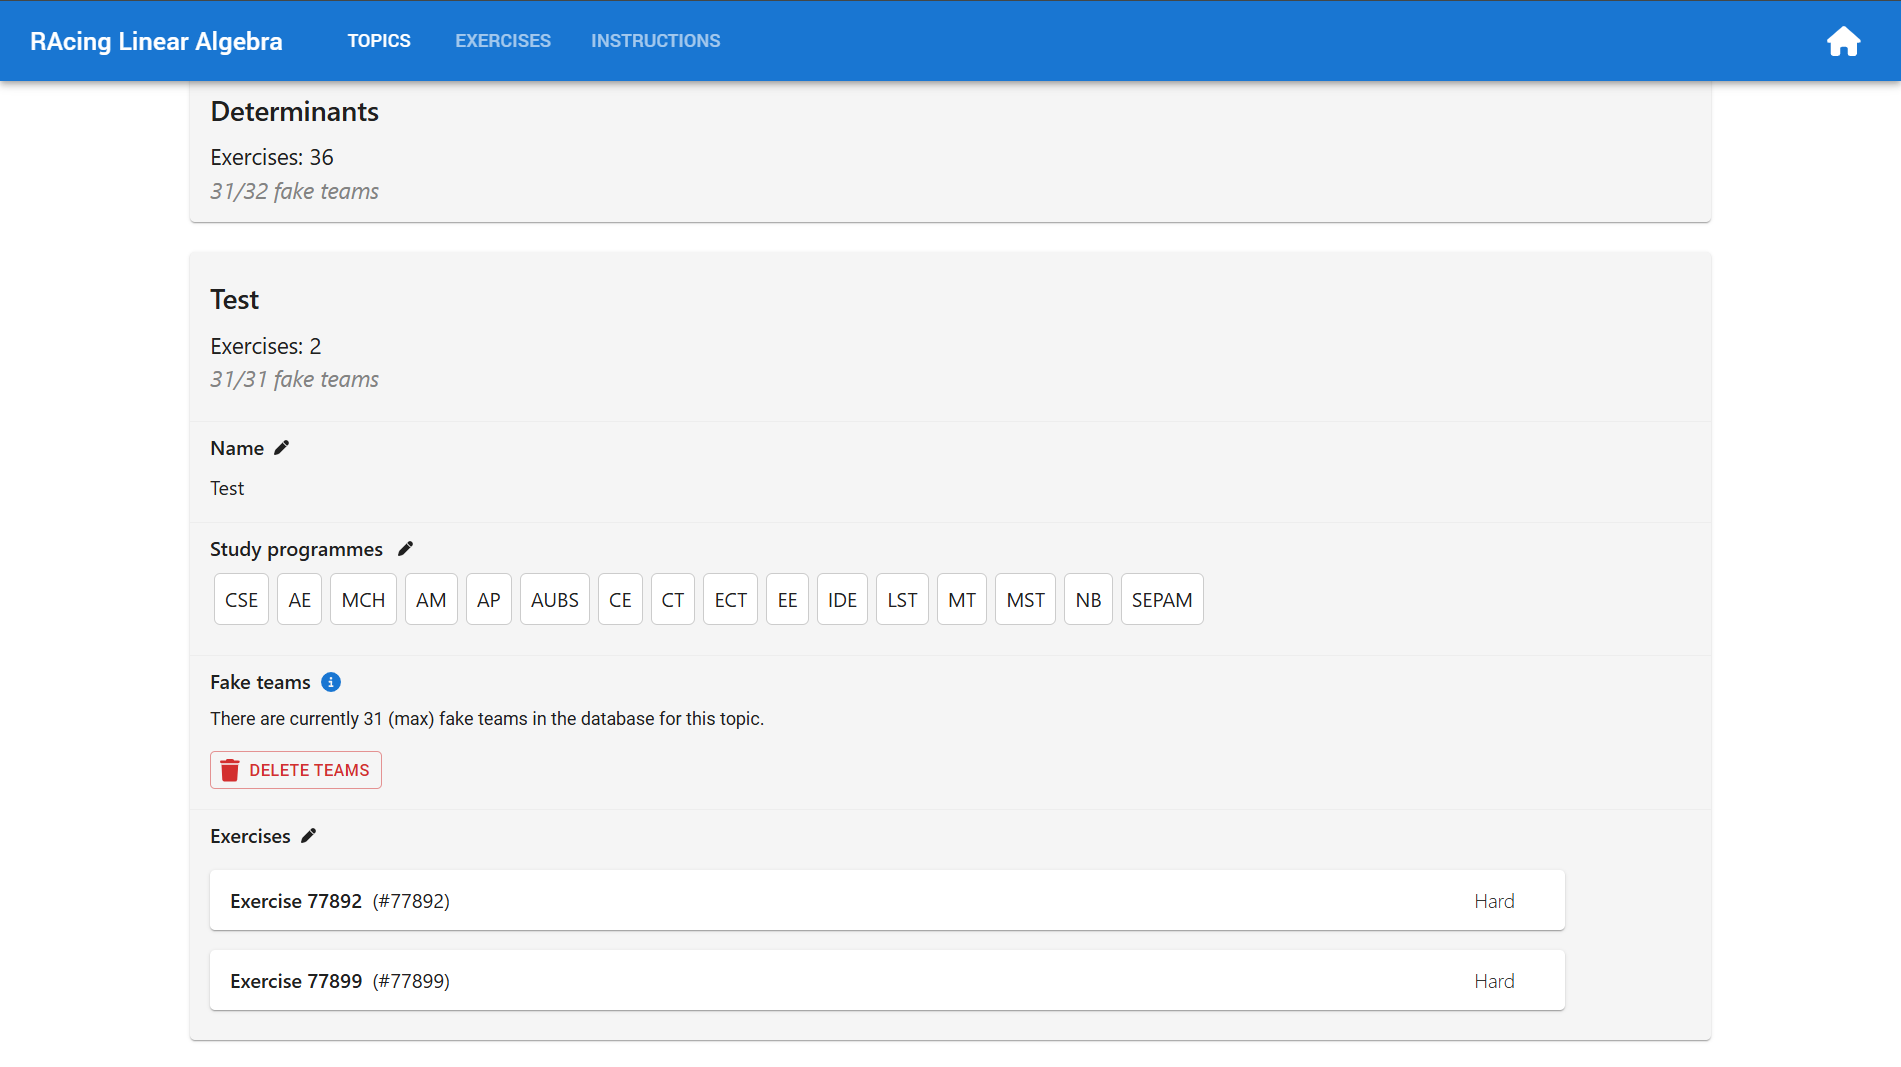 RAcing Linear Algebra TOPICS EXERCISES INSTRUCTIONS
Determinants
Exercises: 36
31/32 fake teams
Test
Exercises: 2
31/31 fake teams
Name
Test
Study programmes
CSE AE MCH AM AP AUBS CE CT ECT EE IDE LST MT MST NB SEPAM
Fake teams
There are currently 31 (max) fake teams in the database for this topic.
DELETE TEAMS
Exercises
Exercise 77892 (#77892) Hard
Exercise 77899 (#77899) Hard